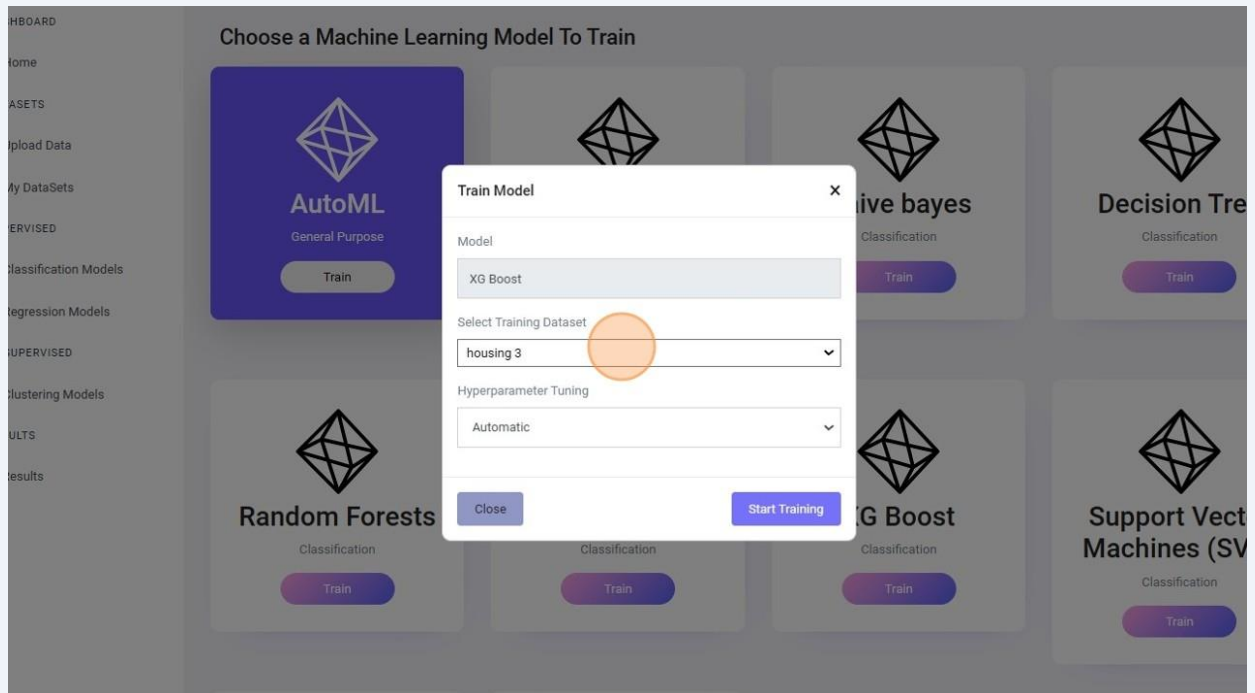 HBOARD
Home
ASETS
Upload Data
My DataSets
ERVISED
Classification Models
Regression Models
SUPERVISED
Clustering Models
ULTS
Results
Choose a Machine Learning Model To Train
AutoML
General Purpose
Train
ive bayes
Classification
Train
Decision Tre
Classification
Train
Train Model
×
Model
XG Boost
Select Training Dataset
housing 3
Hyperparameter Tuning
Automatic
Close
Start Training
Random Forests
Classification
Train
Classification
Train
G Boost
Classification
Train
Support Vect
Machines (SV
Classification
Train